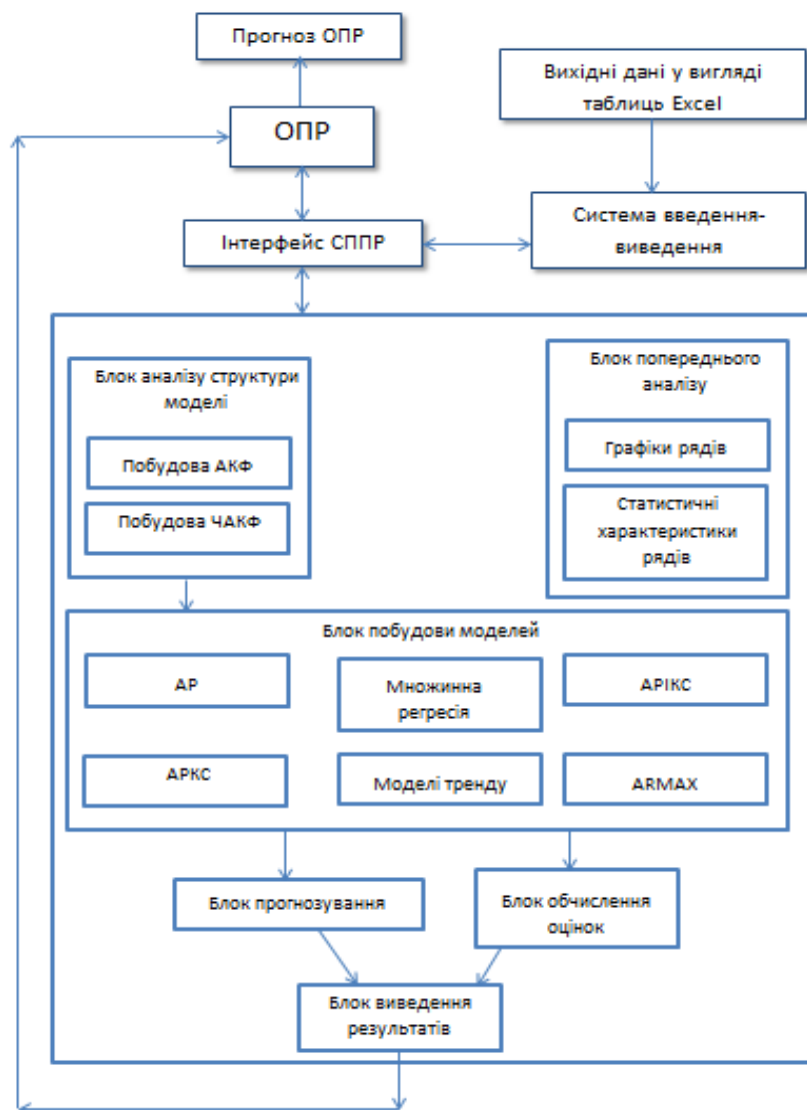 Прогноз ОПР
Вихідні дані у вигляді
таблиць Excel
ОПР
Інтерфейс СППР
Система введення-
виведення
Блок аналізу структури
моделі
Побудова АКФ
Побудова ЧАКФ
Блок попереднього
аналізу
Графіки рядів
Статистичні
характеристики
рядів
Блок побудови моделей
АР
Множинна
регресія
АРІКС
АРКС
Моделі тренду
ARMAX
Блок прогнозування
Блок обчислення
оцінок
Блок виведення
результатів